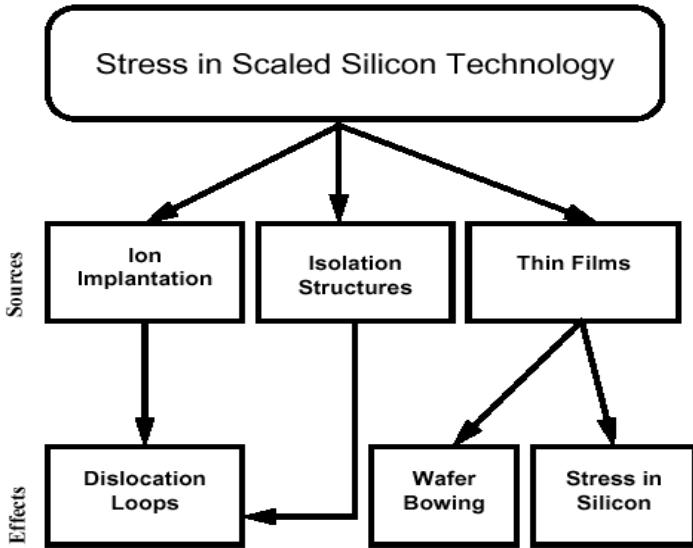 Stress in Scaled Silicon Technology
Sources
Ion
Implantation
Isolation
Structures
Thin Films
Effects
Dislocation
Loops
Wafer
Bowing
Stress in
Silicon